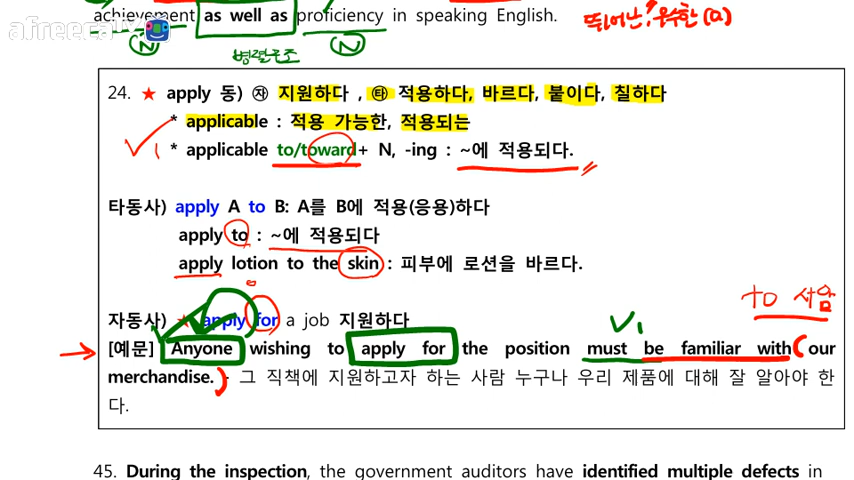 achievement as well as proficiency in speaking English.
뛰어난, 우수한 (a)
afreecaTV
(N) (N)
병렬구조
24. ★ apply 동) ㉶ 지원하다 , ㉺ 적용하다, 바르다, 붙이다, 칠하다
* applicable : 적용 가능한, 적용되는
* applicable to/toward+ N, -ing : ~에 적용되다.
타동사) apply A to B: A를 B에 적용(응용)하다
apply to : ~에 적용되다
apply lotion to the skin : 피부에 로션을 바르다.
to 사람
자동사) ★ apply for a job 지원하다
[예문] Anyone wishing to apply for the position must be familiar with our
merchandise. - 그 직책에 지원하고자 하는 사람 누구나 우리 제품에 대해 잘 알아야 한
다.
45. During the inspection, the government auditors have identified multiple defects in